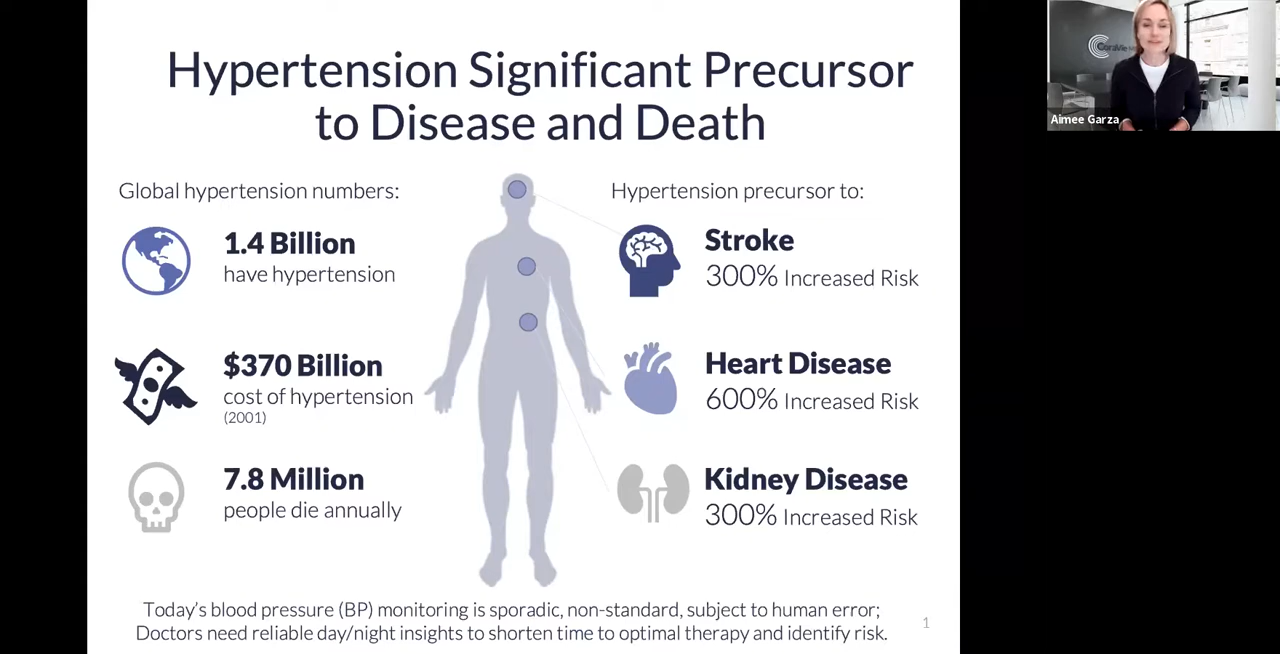 Hypertension Significant Precursor
to Disease and Death
Global hypertension numbers:
1.4 Billion
have hypertension
$370 Billion
cost of hypertension
(2001)
7.8 Million
people die annually
Hypertension precursor to:
Stroke
300% Increased Risk
Heart Disease
600% Increased Risk
Kidney Disease
300% Increased Risk
Today's blood pressure (BP) monitoring is sporadic, non-standard, subject to human error;
Doctors need reliable day/night insights to shorten time to optimal therapy and identify risk.
1
Aimee Garza